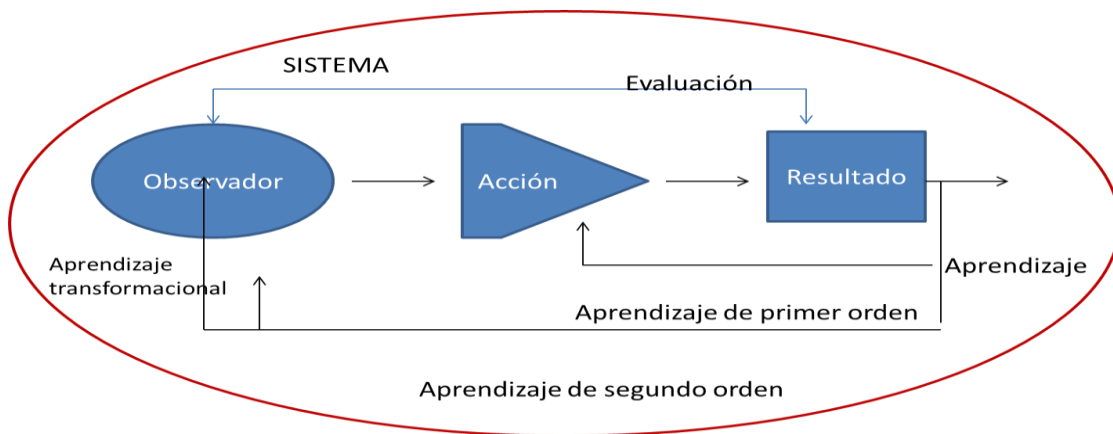 SISTEMA
Evaluación
Observador
Acción
Resultado
Aprendizaje
transformacional
Aprendizaje
Aprendizaje de primer orden
Aprendizaje de segundo orden